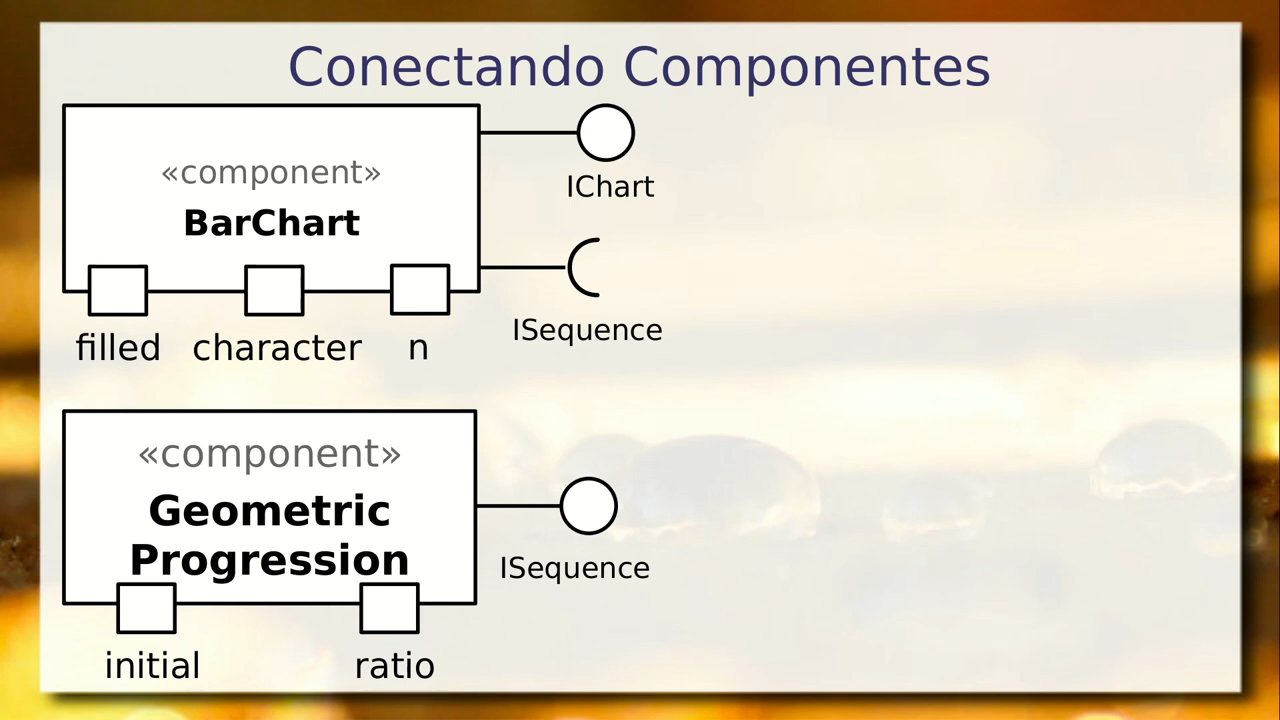 Conectando Componentes
«component»
BarChart
IChart
ISequence
filled character n
«component»
Geometric
Progression
ISequence
initial ratio